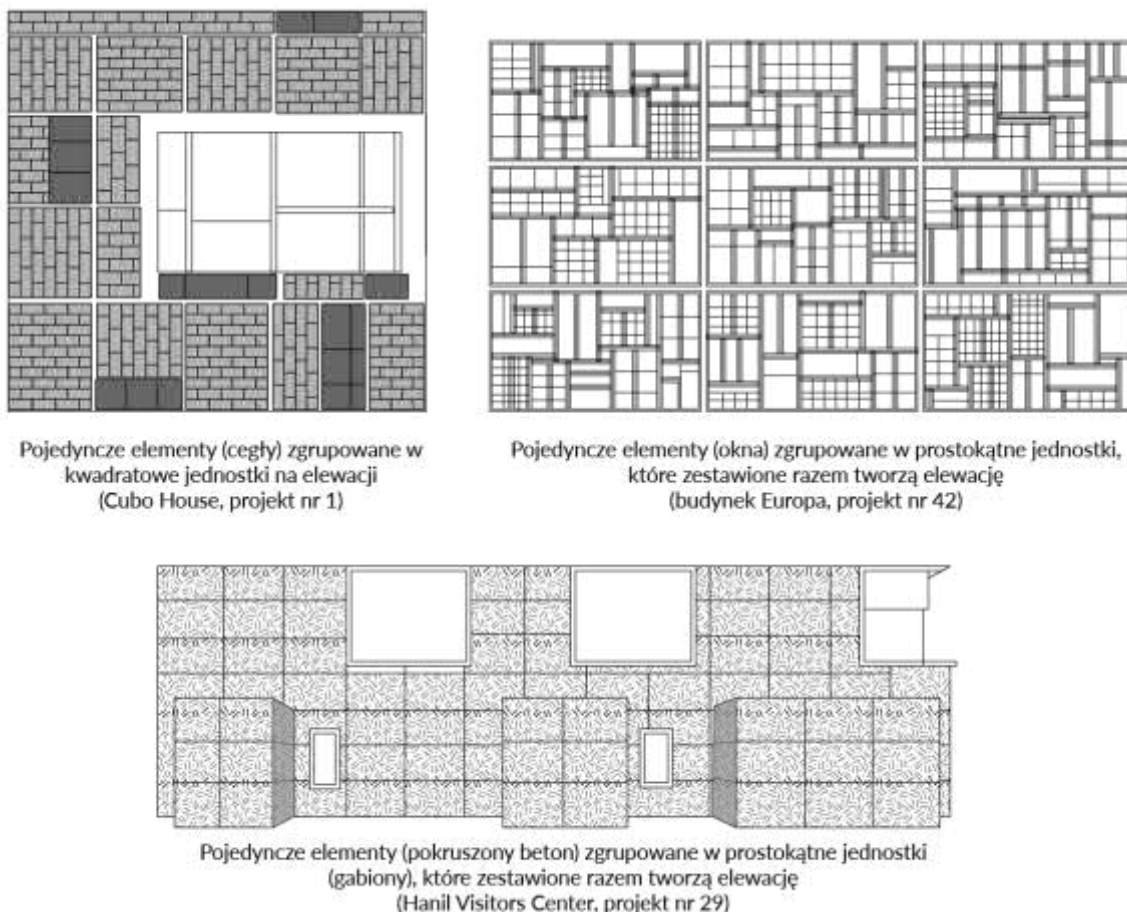 Pojedyncze elementy (cegły) zgrupowane w
kwadratowe jednostki na elewacji
(Cubo House, projekt nr 1)
Pojedyncze elementy (okna) zgrupowane w prostokątne jednostki,
które zestawione razem tworzą elewację
(budynek Europa, projekt nr 42)
Pojedyncze elementy (pokruszony beton) zgrupowane w prostokątne jednostki
(gabiony), które zestawione razem tworzą elewację
(Hanil Visitors Center, projekt nr 29)